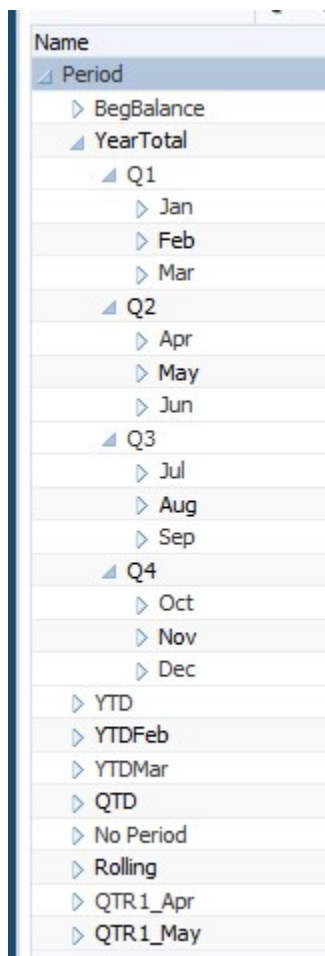 Name
Period
BegBalance
YearTotal
Q1
Jan
Feb
Mar
Q2
Apr
May
Jun
Q3
Jul
Aug
Sep
Q4
Oct
Nov
Dec
YTD
YTDFeb
YTDMar
QTD
No Period
Rolling
QTR1_Apr
QTR1_May